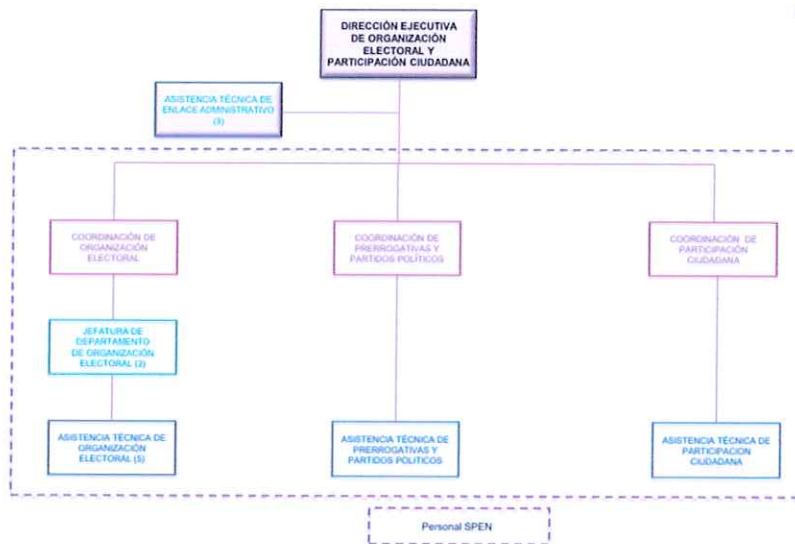 DIRECCIÓN EJECUTIVA
DE ORGANIZACIÓN
ELECTORAL Y
PARTICIPACIÓN CIUDADANA
ASISTENCIA TÉCNICA DE
ENLACE ADMINISTRATIVO
(3)
COORDINACIÓN DE
ORGANIZACIÓN
ELECTORAL
COORDINACIÓN DE
PRERROGATIVAS Y
PARTIDOS POLÍTICOS
COORDINACIÓN DE
PARTICIPACIÓN
CIUDADANA
JEFATURA DE
DEPARTAMENTO
DE ORGANIZACIÓN
ELECTORAL (2)
ASISTENCIA TÉCNICA DE
ORGANIZACIÓN
ELECTORAL (5)
ASISTENCIA TÉCNICA DE
PRERROGATIVAS Y
PARTIDOS POLITICOS
ASISTENCIA TÉCNICA DE
PARTICIPACION
CIUDADANA
Personal SPEN